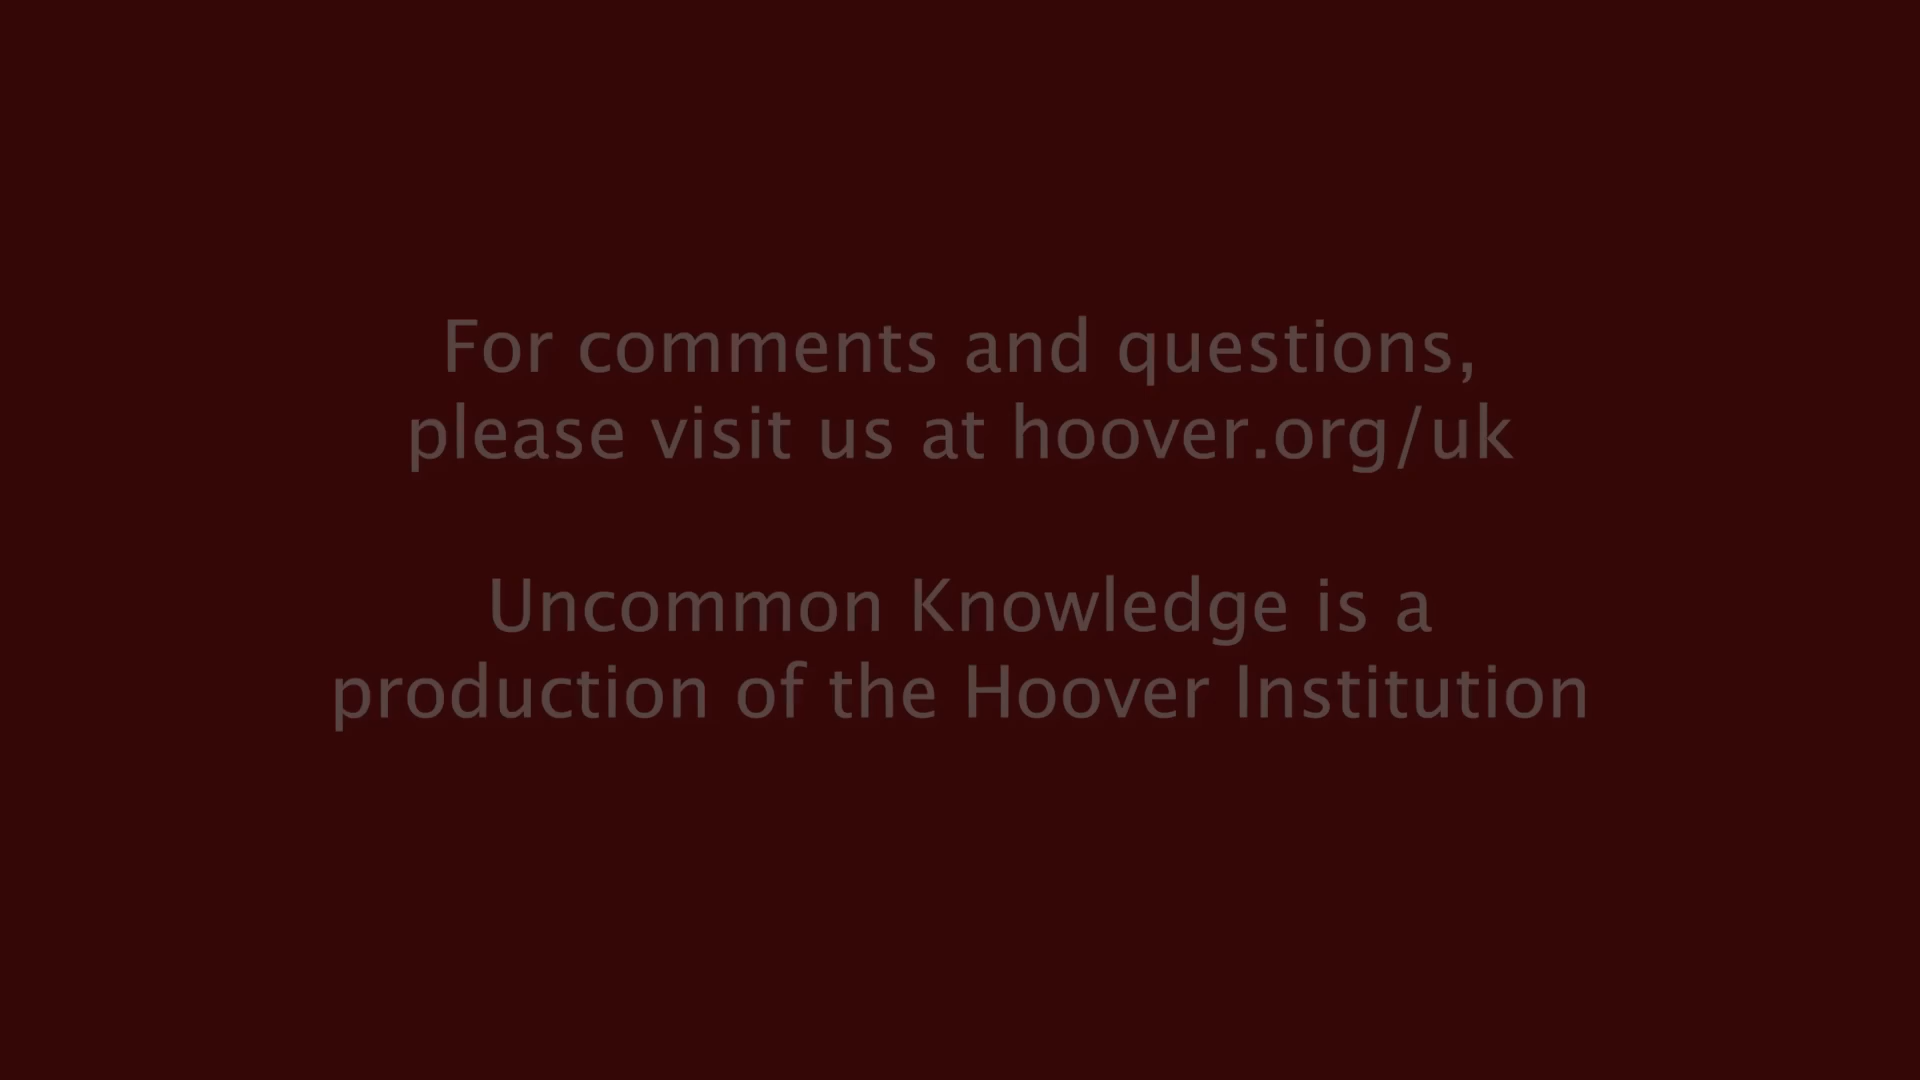 For comments and questions,
please visit us at hoover.org/uk
Uncommon Knowledge is a
production of the Hoover Institution